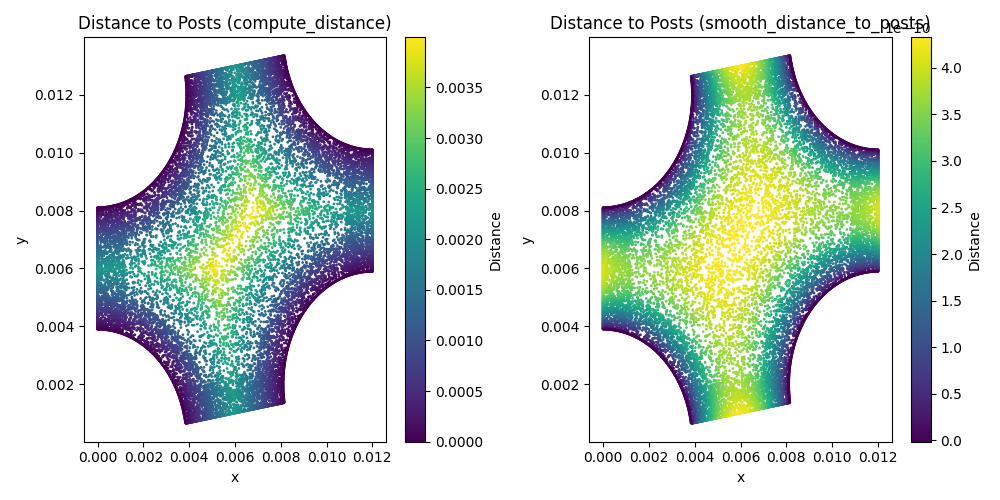 Distance to Posts (compute_distance)
0.012
0.010
0.008
0.006
0.004
0.002
y
0.000 0.002 0.004 0.006 0.008 0.010 0.012
x
0.0035
0.0030
0.0025
0.0020
0.0015
0.0010
0.0005
0.0000
Distance
Distance to Posts (smooth_distance_to_posts)
1e−10
0.012
0.010
0.008
0.006
0.004
0.002
y
0.000 0.002 0.004 0.006 0.008 0.010 0.012
x
4.0
3.5
3.0
2.5
2.0
1.5
1.0
0.5
0.0
Distance